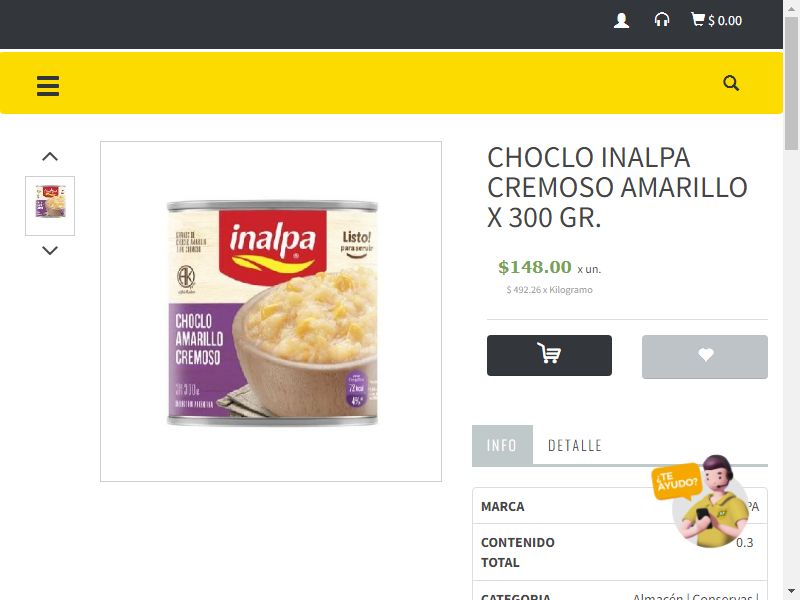 $ 0.00
CHOCLO INALPA
CREMOSO AMARILLO
X 300 GR.
$148.00 x un.
$ 492.26 x Kilogramo
inalpa
Listo!
para servir
CHOCLO
AMARILLO
CREMOSO
INFO
DETALLE
¿TE
AYUDO?
MARCA
PA
CONTENIDO
TOTAL
0.3
CATEGORIA
Almacén | Conservas |